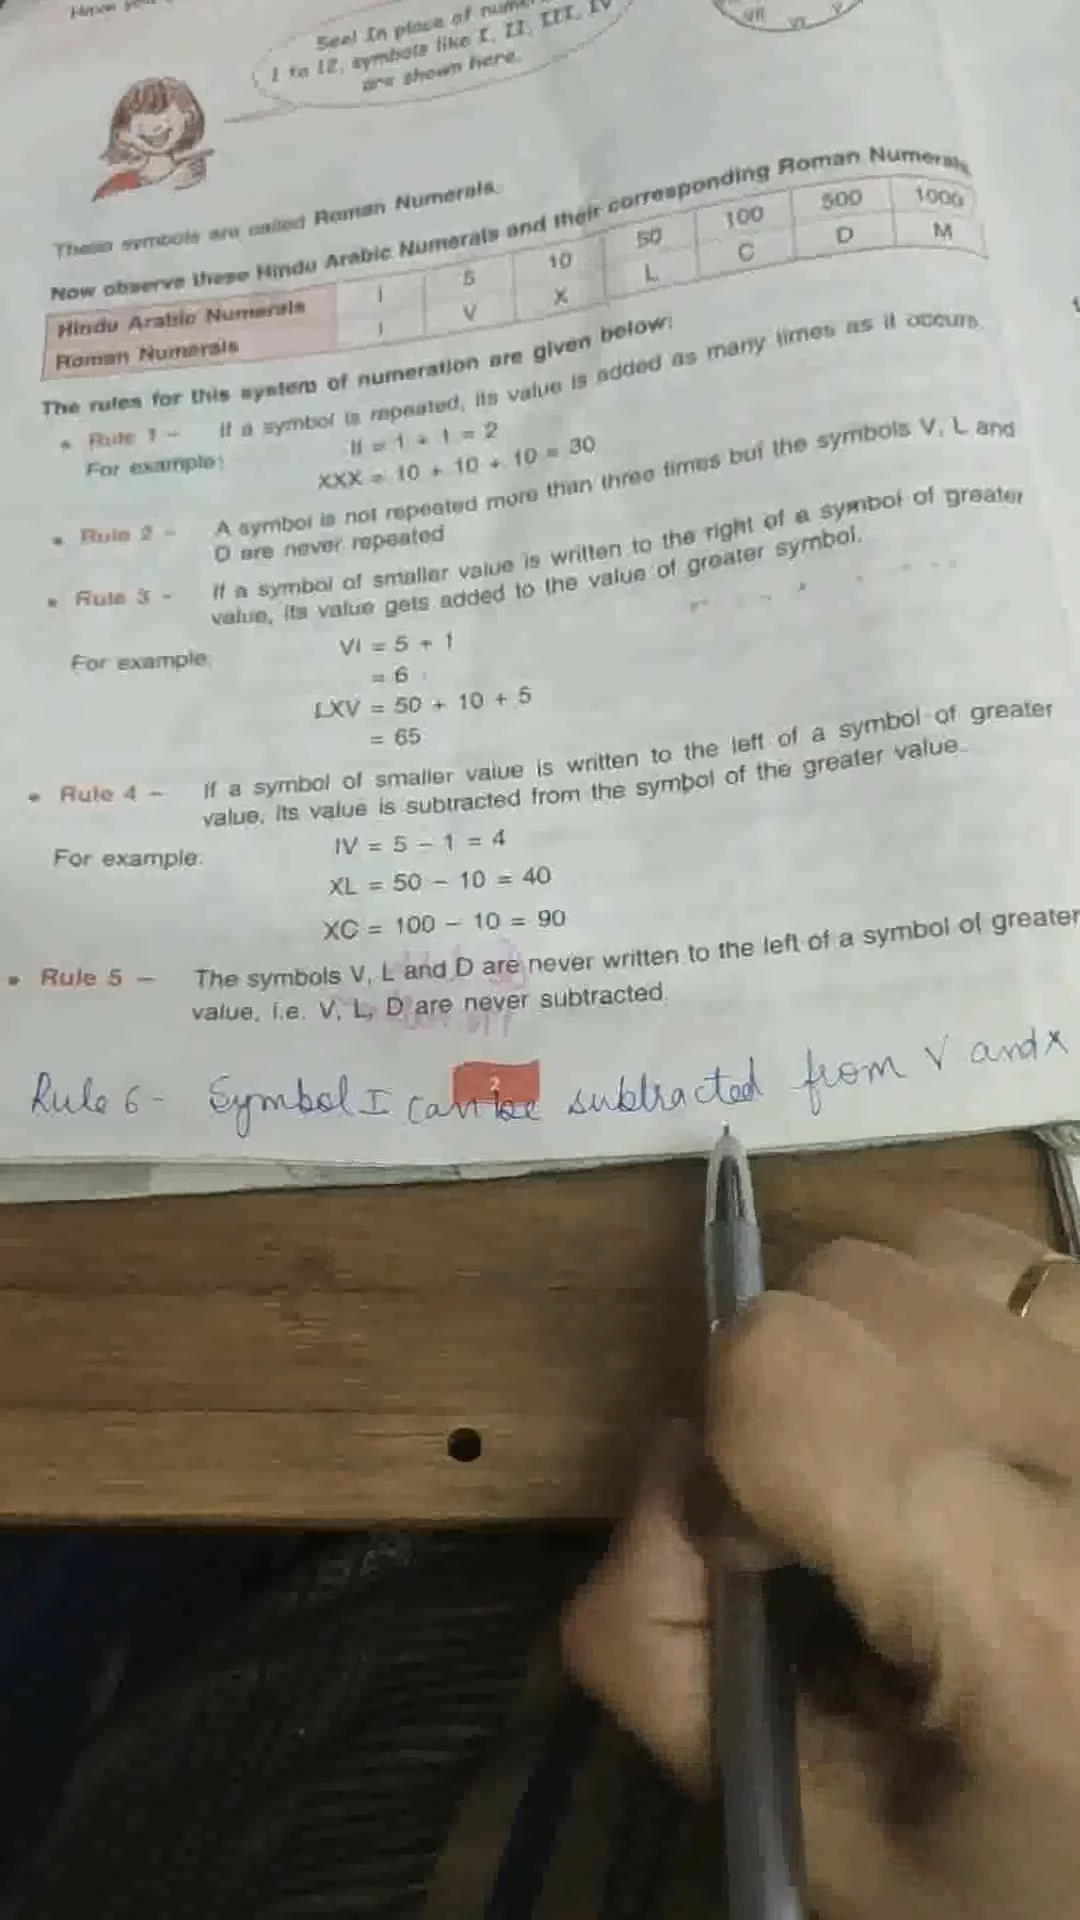 See! In place of
1 to 12, symbols like I, II, III, IV
are shown here.
VII VI V
These symbols are called Roman Numerals.
Now observe these Hindu Arabic Numerals and their corresponding Roman Numerals
Hindu Arabic Numerals 1 5 10 50 100 500 1000
Roman Numerals I V X L C D M
The rules for this system of numeration are given below:
• Rule 1 – If a symbol is repeated, its value is added as many times as it occurs.
For example: II = 1 + 1 = 2
XXX = 10 + 10 + 10 = 30
• Rule 2 – A symbol is not repeated more than three times but the symbols V, L and
D are never repeated
• Rule 3 – If a symbol of smaller value is written to the right of a symbol of greater
value, its value gets added to the value of greater symbol.
For example: VI = 5 + 1
= 6
LXV = 50 + 10 + 5
= 65
• Rule 4 – If a symbol of smaller value is written to the left of a symbol of greater
value, its value is subtracted from the symbol of the greater value.
For example: IV = 5 – 1 = 4
XL = 50 – 10 = 40
XC = 100 – 10 = 90
• Rule 5 – The symbols V, L and D are never written to the left of a symbol of greater
value, i.e. V, L, D are never subtracted.
2
Rule 6- Symbol I can be subtracted from V and X